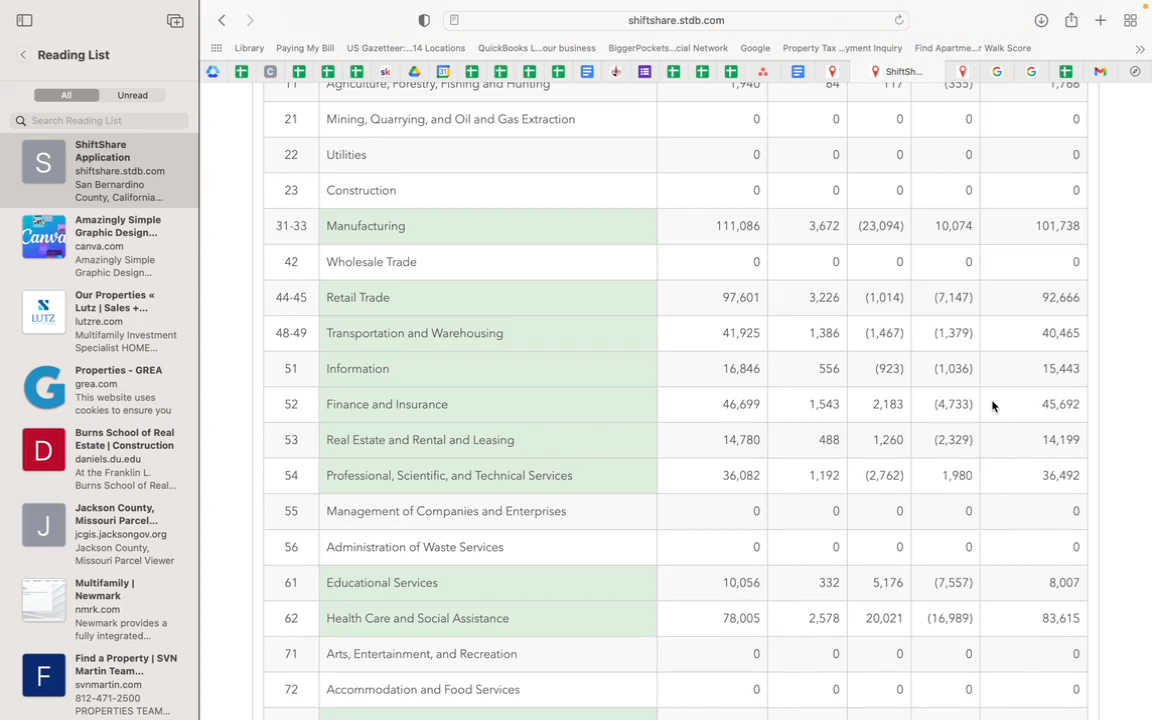 Reading List
All
Unread
Search Reading List
S
ShiftShare
Application
shiftshare.stdb.com
San Bernardino
County, California...
Canva
Amazingly Simple
Graphic Design...
canva.com
Amazingly Simple
Graphic Design...
LUTZ
Our Properties «
Lutz | Sales +...
lutzre.com
Multifamily Investment
Specialist HOME...
G
Properties - GREA
grea.com
This website uses
cookies to ensure you
D
Burns School of Real
Estate | Construction
daniels.du.edu
At the Franklin L.
Burns School of Real...
J
Jackson County,
Missouri Parcel...
jcgis.jacksongov.org
Jackson County,
Missouri Parcel Viewer
Multifamily |
Newmark
nmrk.com
Newmark provides a
fully integrated...
F
Find a Property | SVN
Martin Team...
svnmartin.com
812-471-2500
PROPERTIES TEAM...
shiftshare.stdb.com
Library Paying My Bill US Gazetteer:...14 Locations QuickBooks L...our business BiggerPockets...cial Network Google Property Tax ...yment Inquiry Find Apartme...r Walk Score
C sk ShiftSh...
11 Agriculture, Forestry, Fishing and Hunting 1,940 64 117 (355) 1,766
21 Mining, Quarrying, and Oil and Gas Extraction 0 0 0 0 0
22 Utilities 0 0 0 0 0
23 Construction 0 0 0 0 0
31-33 Manufacturing 111,086 3,672 (23,094) 10,074 101,738
42 Wholesale Trade 0 0 0 0 0
44-45 Retail Trade 97,601 3,226 (1,014) (7,147) 92,666
48-49 Transportation and Warehousing 41,925 1,386 (1,467) (1,379) 40,465
51 Information 16,846 556 (923) (1,036) 15,443
52 Finance and Insurance 46,699 1,543 2,183 (4,733) 45,692
53 Real Estate and Rental and Leasing 14,780 488 1,260 (2,329) 14,199
54 Professional, Scientific, and Technical Services 36,082 1,192 (2,762) 1,980 36,492
55 Management of Companies and Enterprises 0 0 0 0 0
56 Administration of Waste Services 0 0 0 0 0
61 Educational Services 10,056 332 5,176 (7,557) 8,007
62 Health Care and Social Assistance 78,005 2,578 20,021 (16,989) 83,615
71 Arts, Entertainment, and Recreation 0 0 0 0 0
72 Accommodation and Food Services 0 0 0 0 0